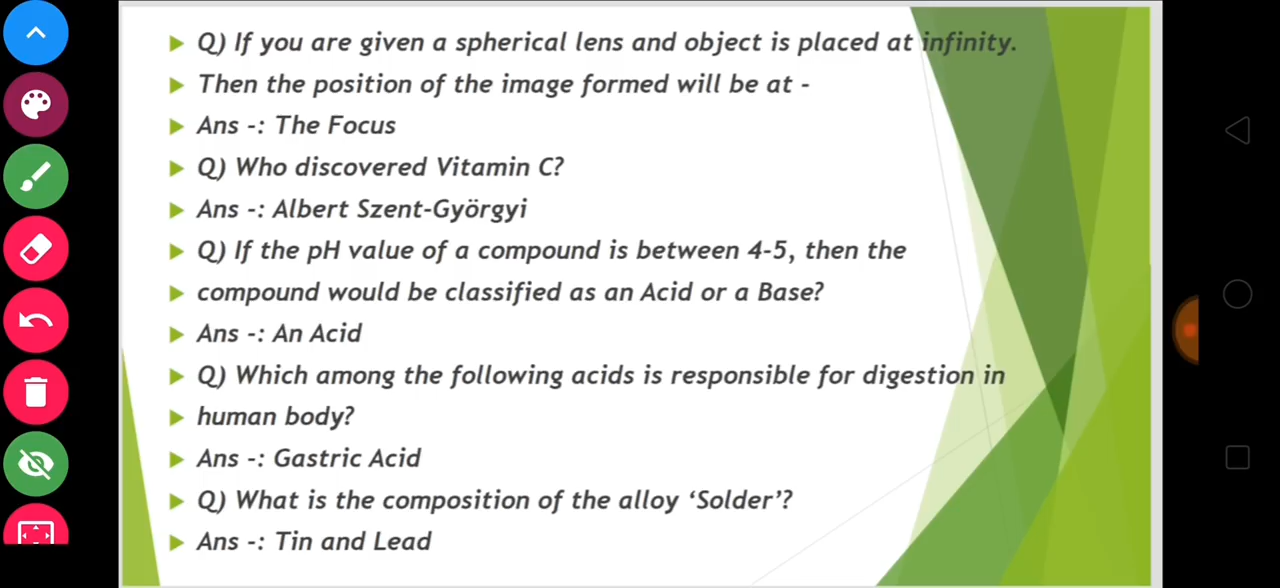 Q) If you are given a spherical lens and object is placed at infinity.
Then the position of the image formed will be at -
Ans -: The Focus
Q) Who discovered Vitamin C?
Ans -: Albert Szent-Györgyi
Q) If the pH value of a compound is between 4-5, then the
compound would be classified as an Acid or a Base?
Ans -: An Acid
Q) Which among the following acids is responsible for digestion in
human body?
Ans -: Gastric Acid
Q) What is the composition of the alloy ‘Solder’?
Ans -: Tin and Lead